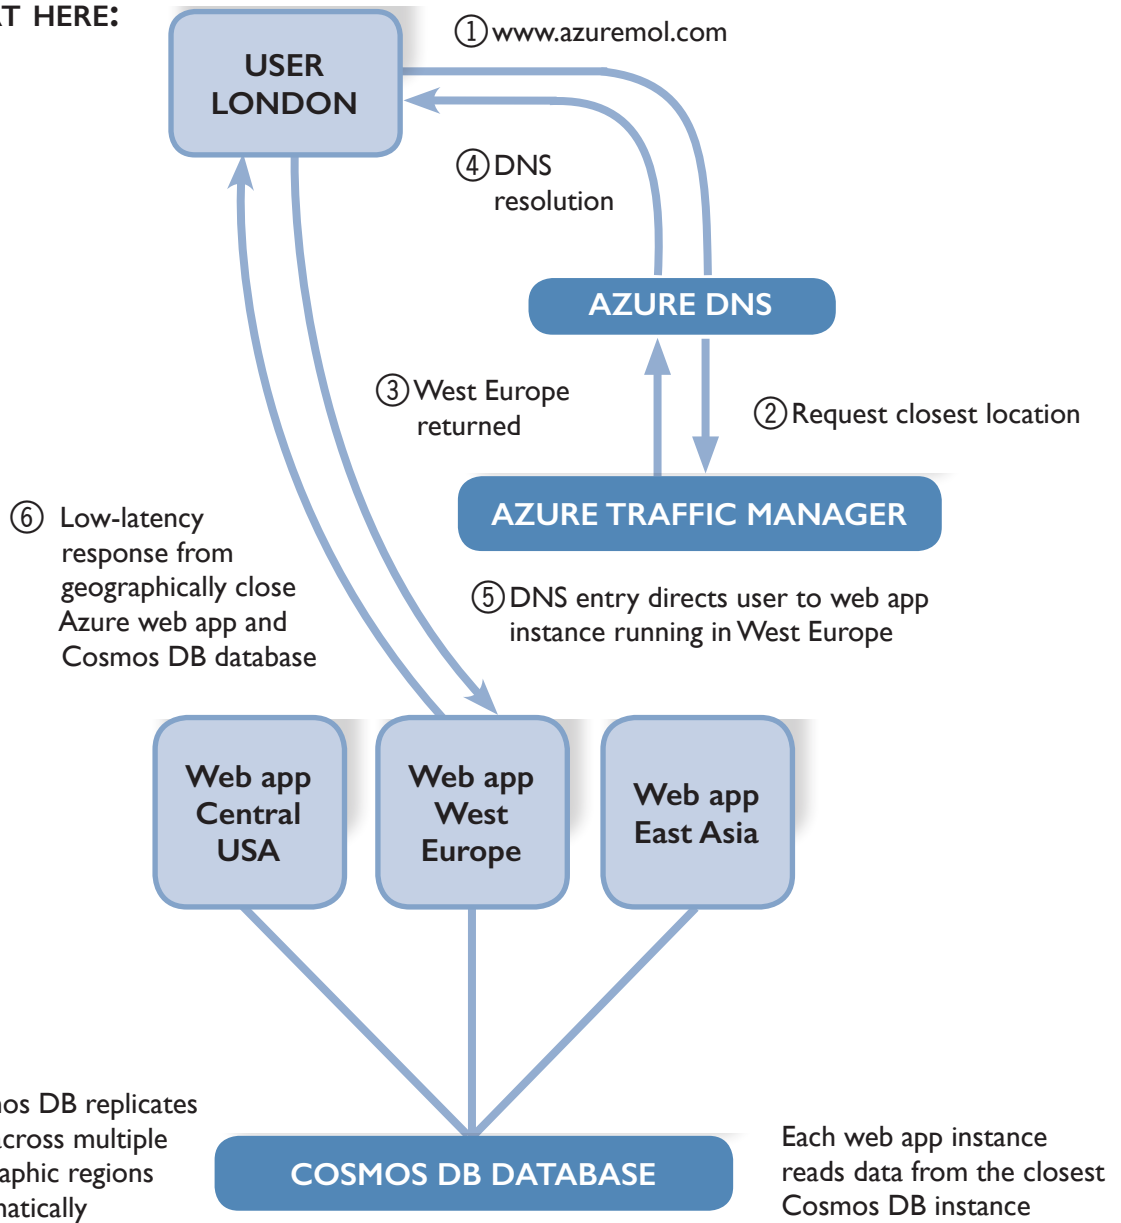 HERE:
① www.azuremol.com
USER
LONDON
④ DNS
resolution
AZURE DNS
③ West Europe
returned
② Request closest location
AZURE TRAFFIC MANAGER
⑥ Low-latency
response from
geographically close
Azure web app and
Cosmos DB database
⑤ DNS entry directs user to web app
instance running in West Europe
Web app
Central
USA
Web app
West
Europe
Web app
East Asia
DB replicates
across multiple
regions
COSMOS DB DATABASE
Each web app instance
reads data from the closest
Cosmos DB instance